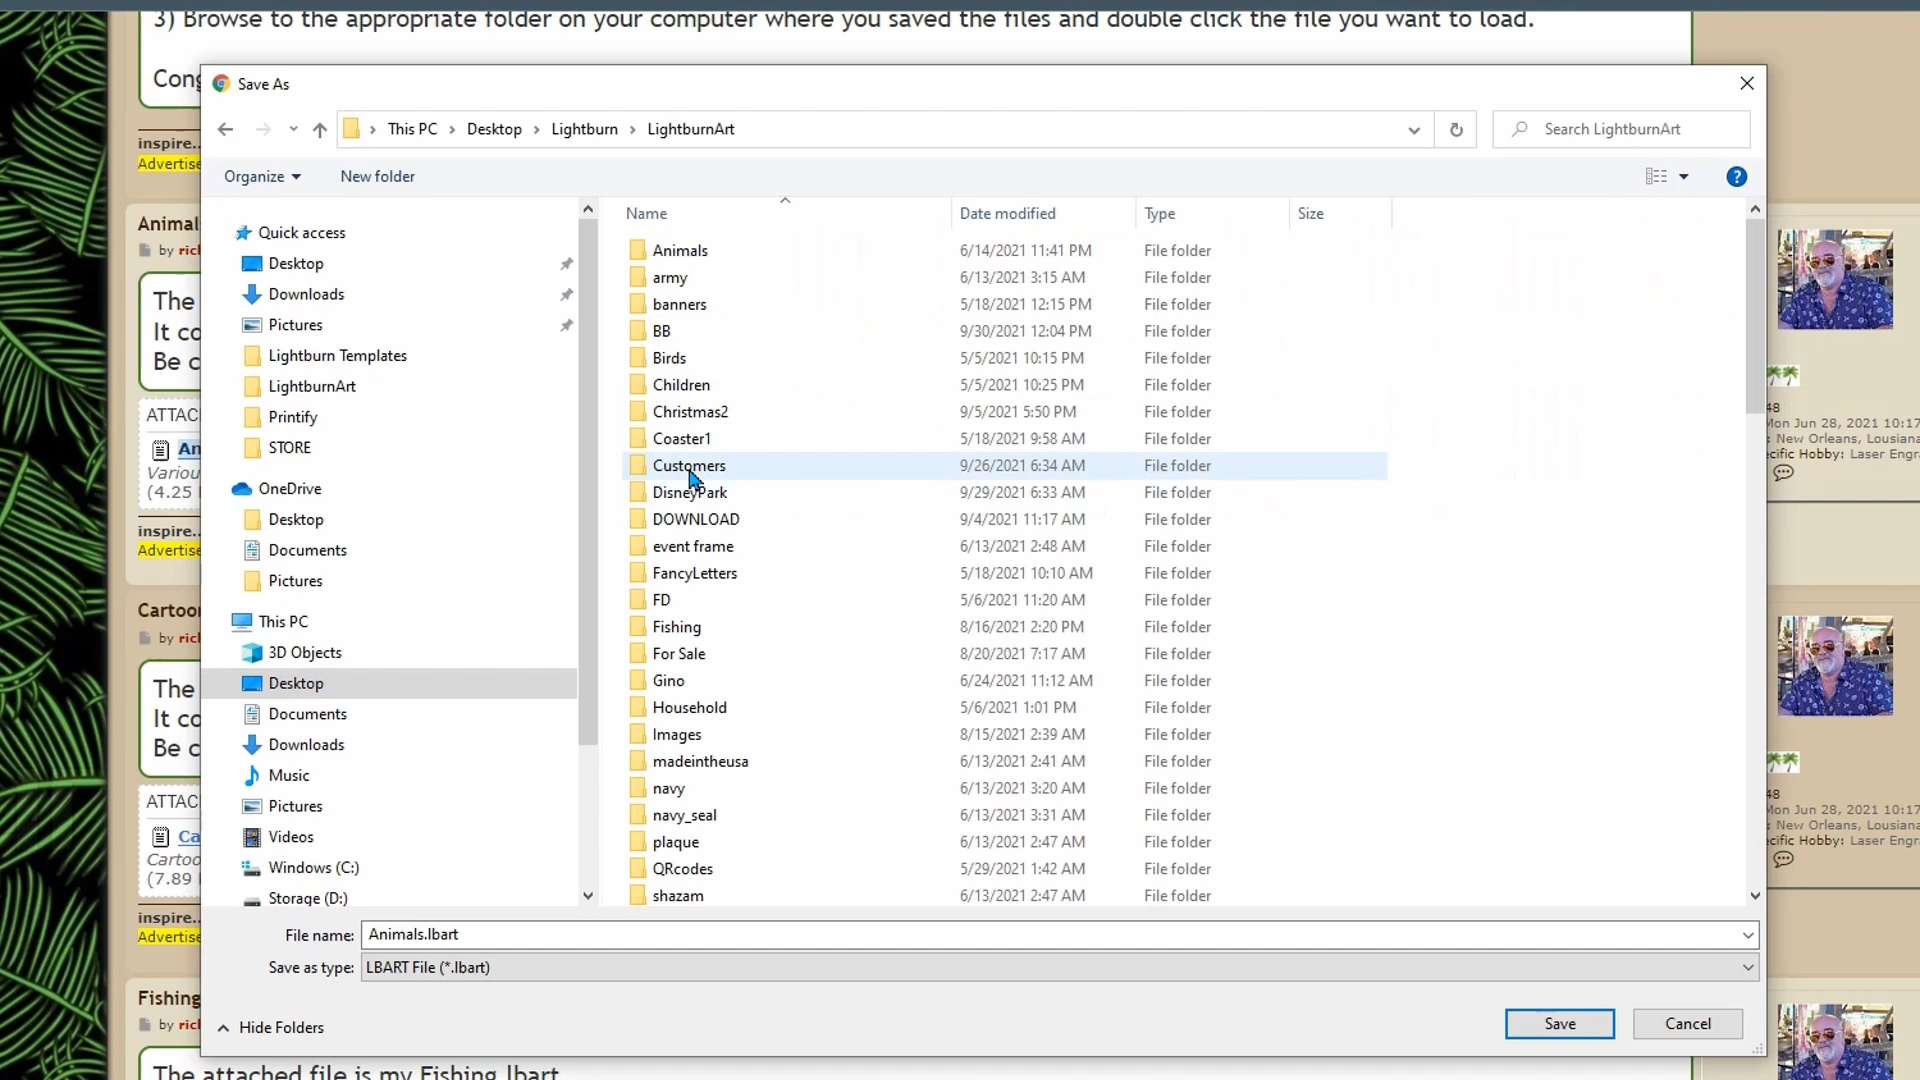 3) Browse to the appropriate folder on your computer where you saved the files and double click the file you want to load.
Cong
Save As
This PC > Desktop > Lightburn > LightburnArt
Search LightburnArt
Organize
New folder
inspire..
Advertise
Animal
by rich
The
It co
Be c
ATTAC
An
Variou
(4.25
inspire..
Advertise
Cartoo
by rich
The
It co
Be c
ATTAC
Ca
Cartoo
(7.89
inspire..
Advertise
Fishing
by rich
The attached file is my Fishing.lbart
Quick access
Desktop
Downloads
Pictures
Lightburn Templates
LightburnArt
Printify
STORE
OneDrive
Desktop
Documents
Pictures
This PC
3D Objects
Desktop
Documents
Downloads
Music
Pictures
Videos
Windows (C:)
Storage (D:)
Name Date modified Type Size
Animals 6/14/2021 11:41 PM File folder
army 6/13/2021 3:15 AM File folder
banners 5/18/2021 12:15 PM File folder
BB 9/30/2021 12:04 PM File folder
Birds 5/5/2021 10:15 PM File folder
Children 5/5/2021 10:25 PM File folder
Christmas2 9/5/2021 5:50 PM File folder
Coaster1 5/18/2021 9:58 AM File folder
Customers 9/26/2021 6:34 AM File folder
DisneyPark 9/29/2021 6:33 AM File folder
DOWNLOAD 9/4/2021 11:17 AM File folder
event frame 6/13/2021 2:48 AM File folder
FancyLetters 5/18/2021 10:10 AM File folder
FD 5/6/2021 11:20 AM File folder
Fishing 8/16/2021 2:20 PM File folder
For Sale 8/20/2021 7:17 AM File folder
Gino 6/24/2021 11:12 AM File folder
Household 5/6/2021 1:01 PM File folder
Images 8/15/2021 2:39 AM File folder
madeintheusa 6/13/2021 2:41 AM File folder
navy 6/13/2021 3:20 AM File folder
navy_seal 6/13/2021 3:31 AM File folder
plaque 6/13/2021 2:47 AM File folder
QRcodes 5/29/2021 1:42 AM File folder
shazam 6/13/2021 2:47 AM File folder
48
Mon Jun 28, 2021 10:17
: New Orleans, Lousiana
ecific Hobby: Laser Engr
48
Mon Jun 28, 2021 10:17
: New Orleans, Lousiana
ecific Hobby: Laser Engr
File name: Animals.lbart
Save as type: LBART File (*.lbart)
Hide Folders
Save
Cancel